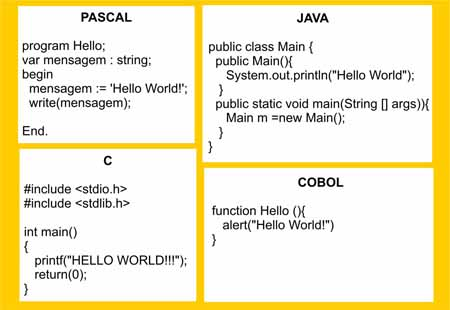 PASCAL
program Hello;
var mensagem : string;
begin
mensagem := 'Hello World!';
write(mensagem);
End.
JAVA
public class Main {
public Main(){
System.out.println("Hello World");
}
public static void main(String [] args)){
Main m =new Main();
}
}
C
#include <stdio.h>
#include <stdlib.h>
int main()
{
printf("HELLO WORLD!!!");
return(0);
}
COBOL
function Hello (){
alert("Hello World!")
}